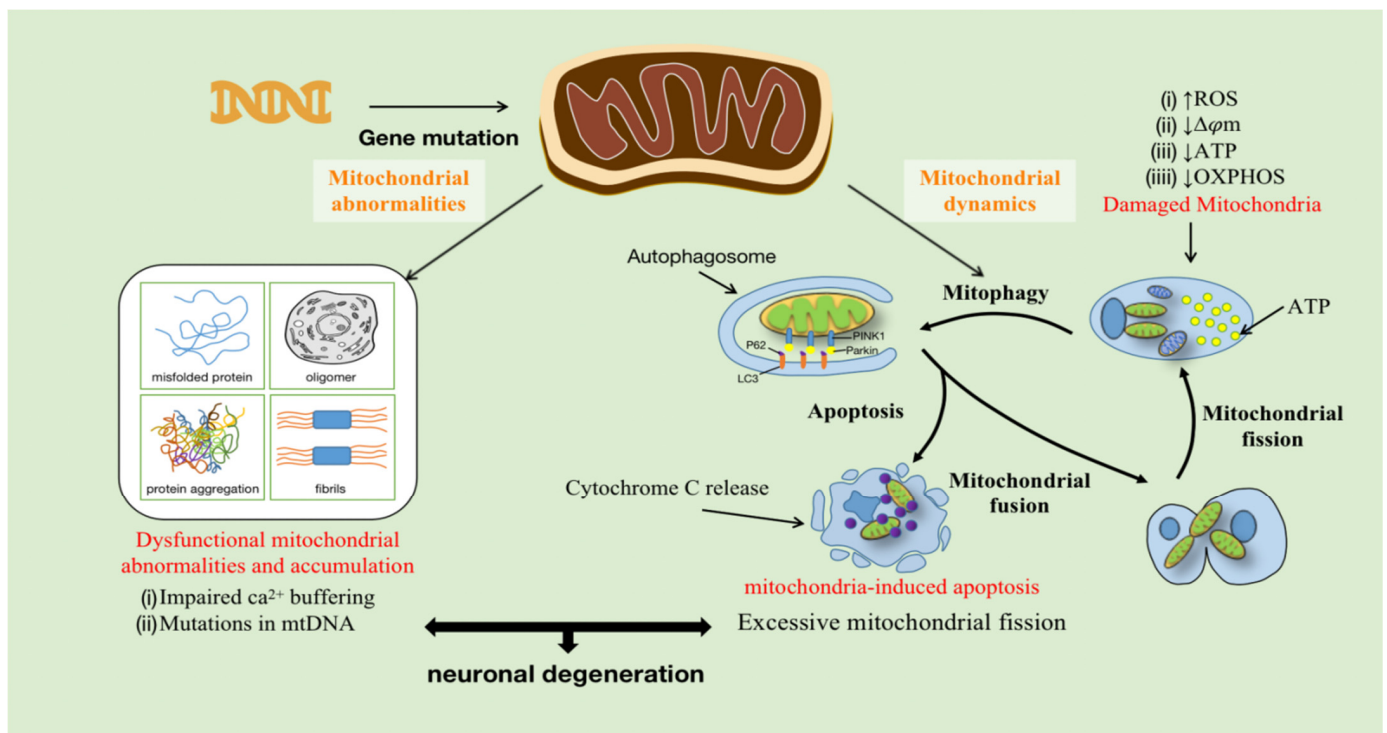 Gene mutation
Mitochondrial
abnormalities
Mitochondrial
dynamics
(i) ↑ROS
(ii) ↓Δφm
(iii) ↓ATP
(iiii) ↓OXPHOS
Damaged Mitochondria
misfolded protein
oligomer
protein aggregation
fibrils
Dysfunctional mitochondrial
abnormalities and accumulation
(i) Impaired ca²⁺ buffering
(ii) Mutations in mtDNA
Autophagosome
PINK1
P62
Parkin
LC3
Mitophagy
ATP
Apoptosis
Mitochondrial
fission
Mitochondrial
fusion
Cytochrome C release
mitochondria-induced apoptosis
Excessive mitochondrial fission
neuronal degeneration